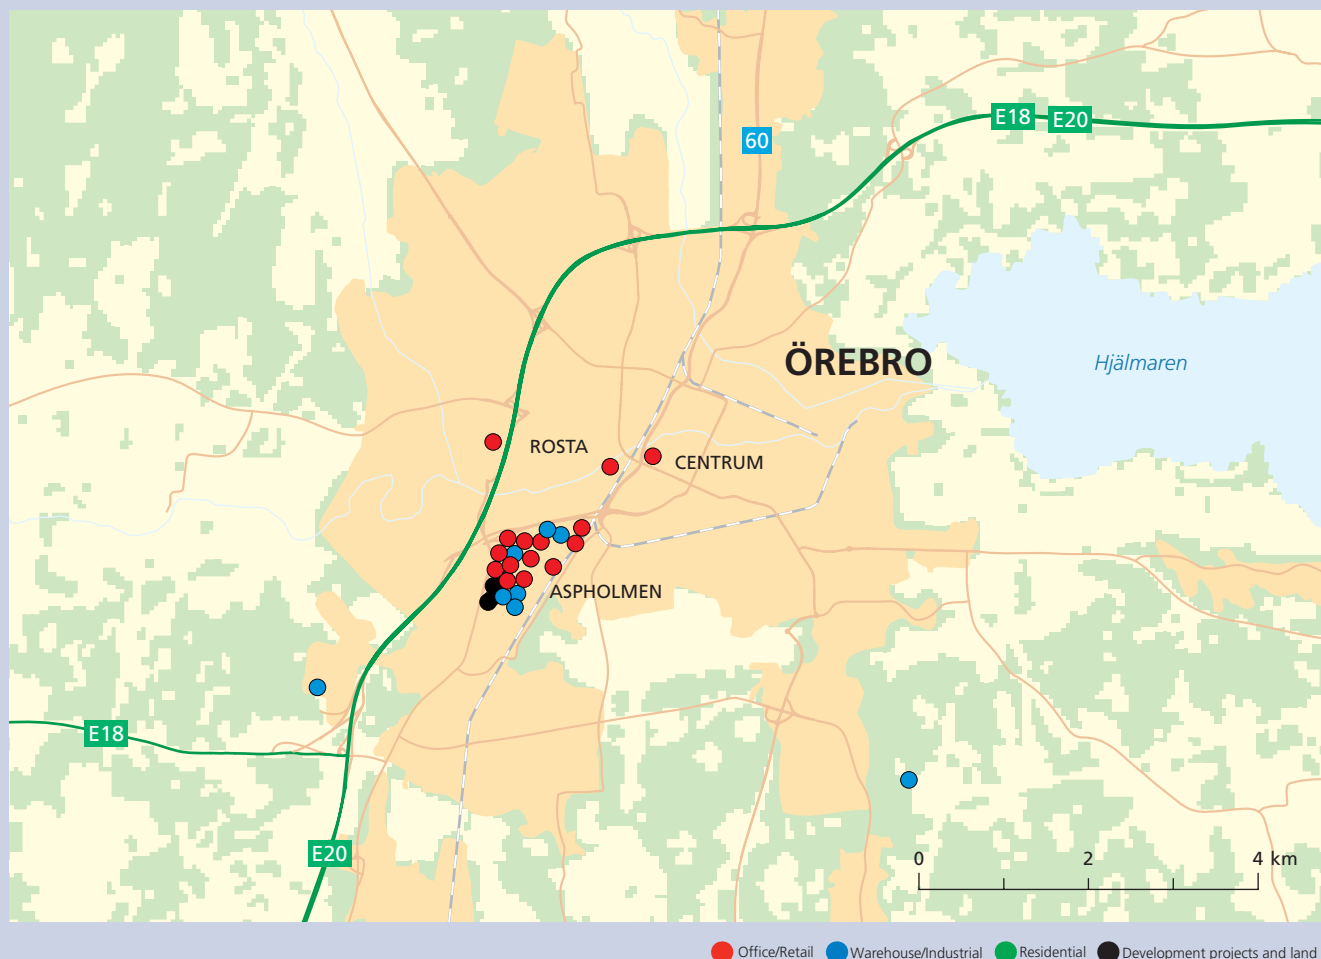 E18 E20
60
ÖREBRO
Hjälmaren
ROSTA
CENTRUM
ASPHOLMEN
E18
E20
0 2 4 km
Office/Retail Warehouse/Industrial Residential Development projects and land